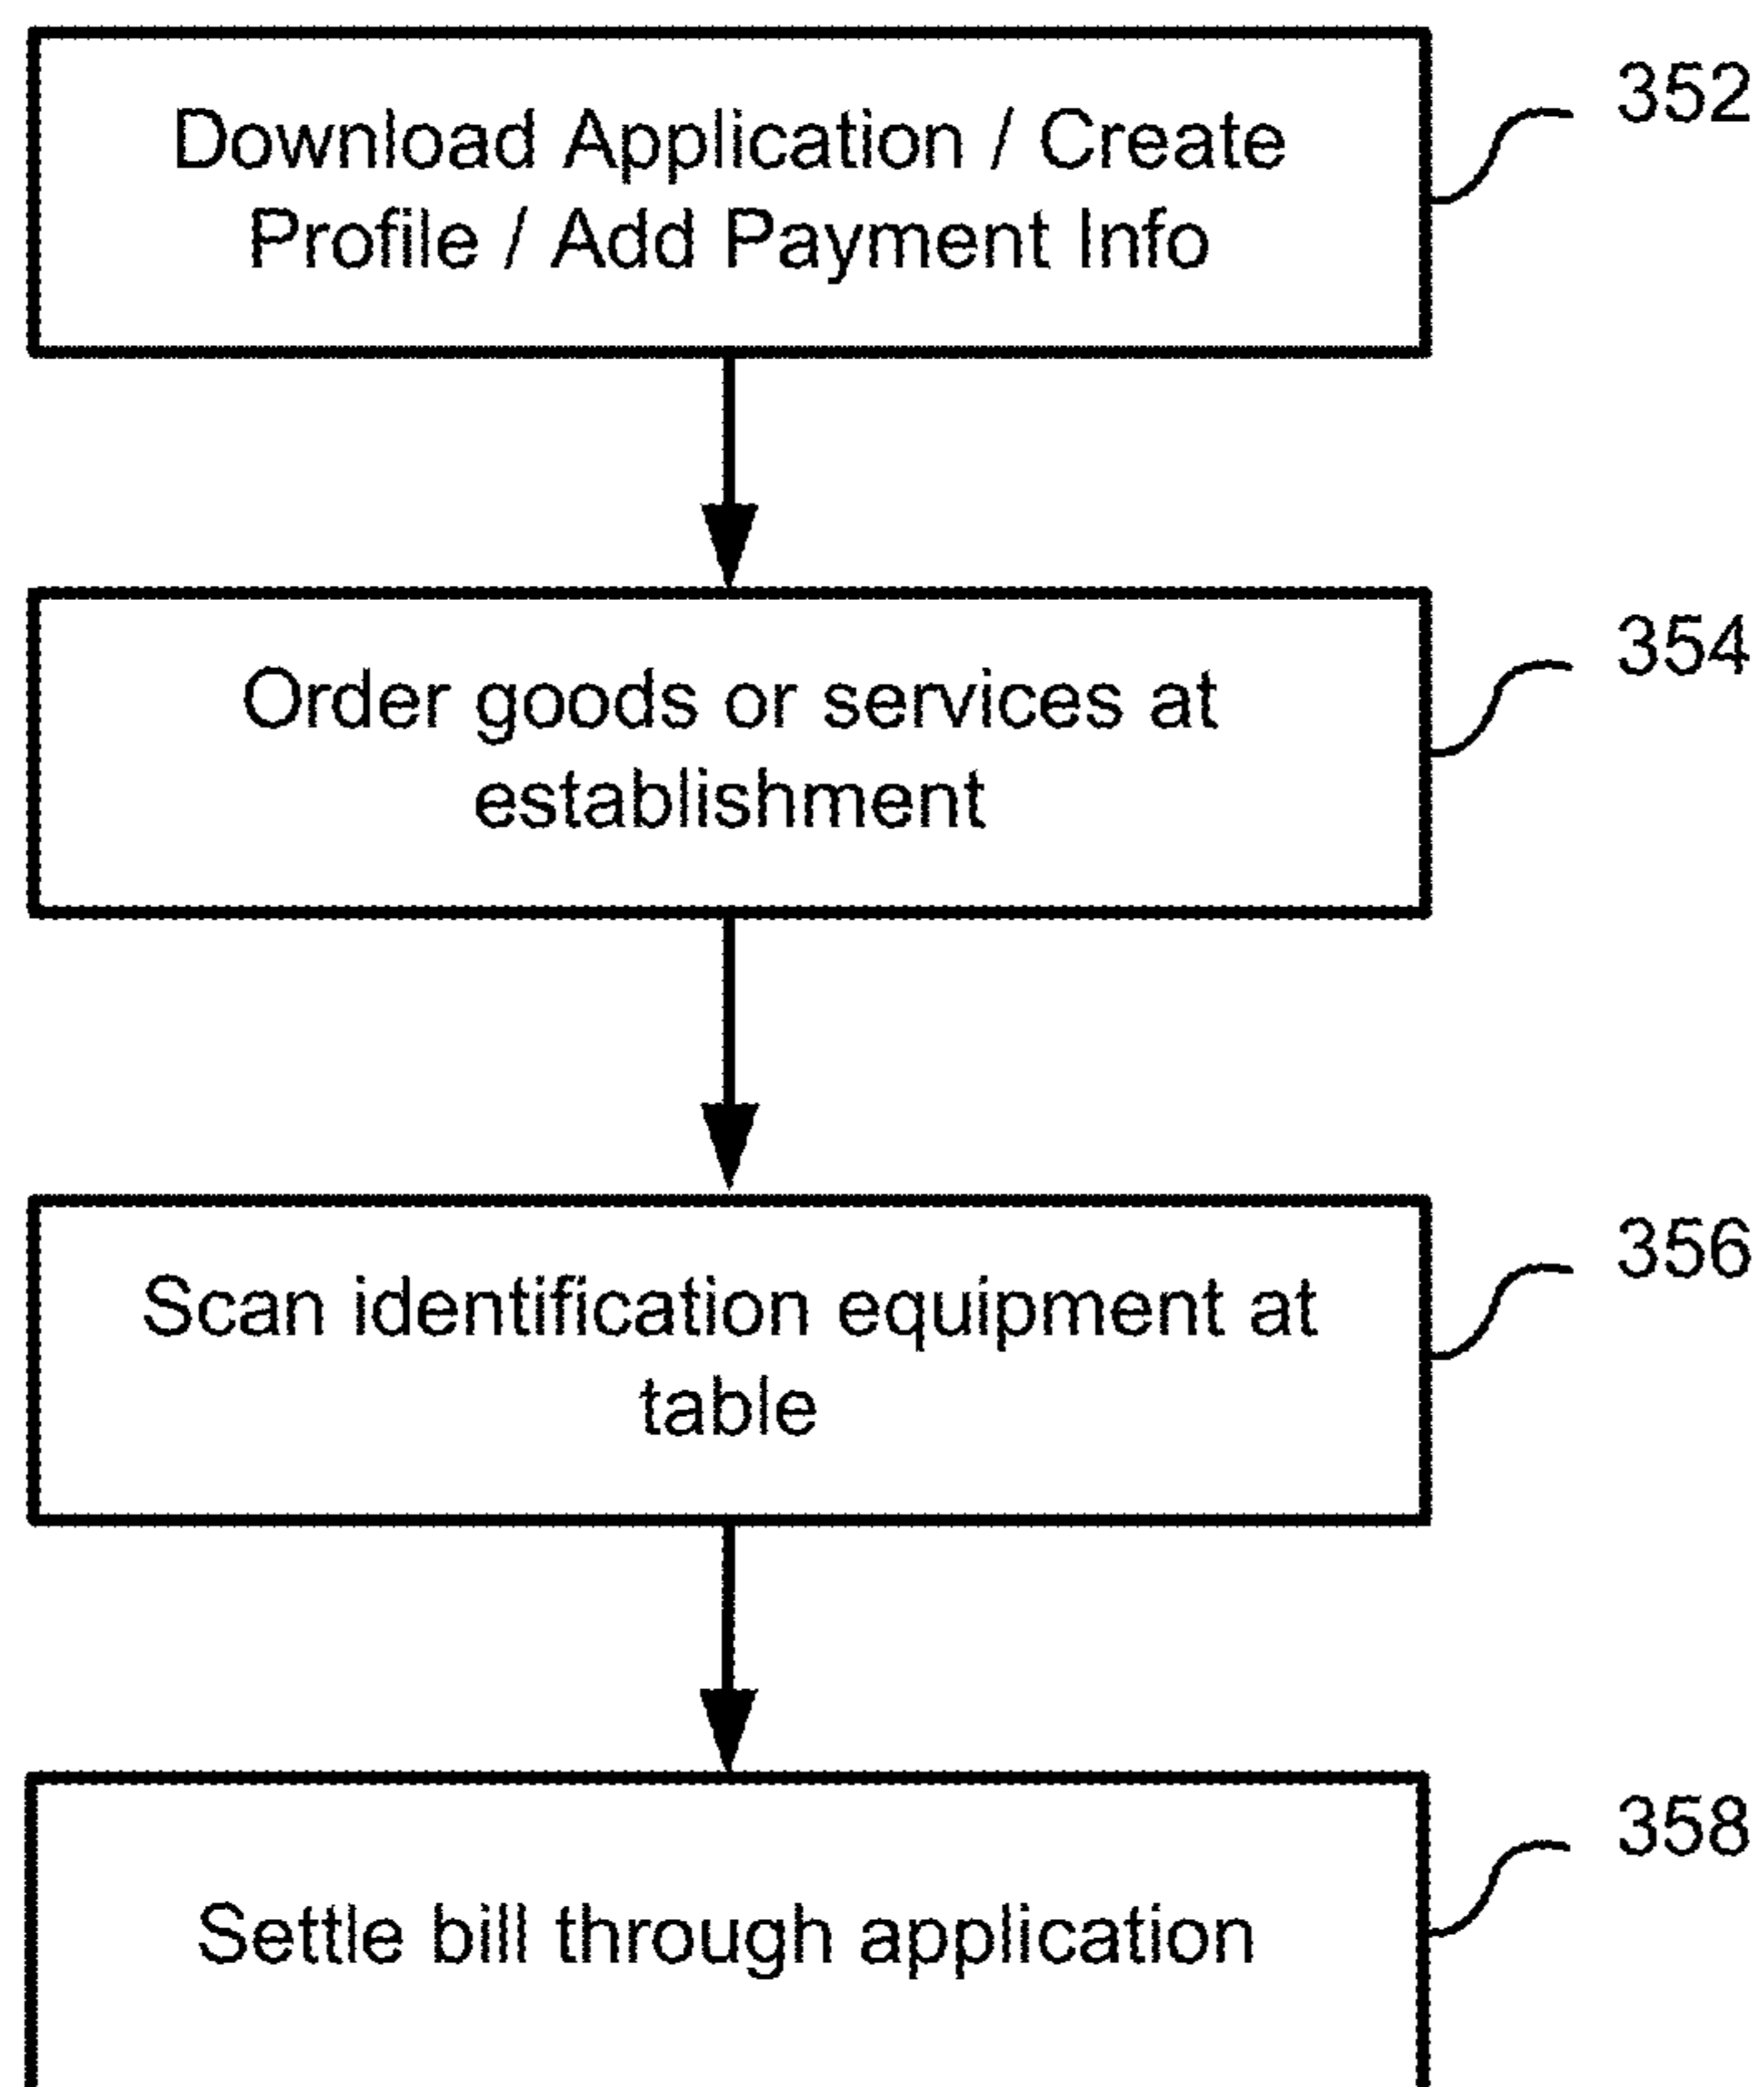 Download Application / Create
Profile / Add Payment Info
352
Order goods or services at
establishment
354
Scan identification equipment at
table
356
Settle bill through application
358